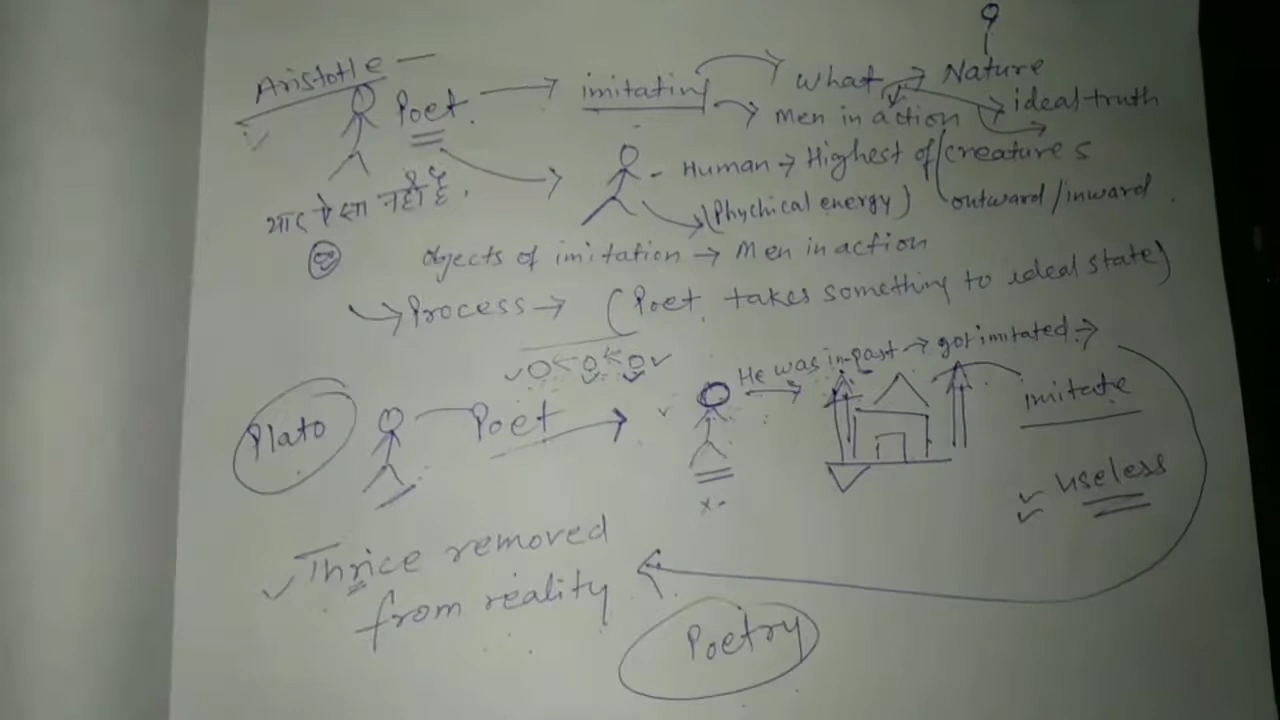 Aristotle —
Poet. → imitating → What → Nature
→ ideal truth
→ Men in action
Human → Highest of creatures
(Phychical energy) outward/inward.
नहीं है.
objects of imitation → Men in action
Process → (Poet takes something to ideal state)
He was in past → got imitated →
Plato
Poet →
imitate
useless
x
Thrice removed
from reality
Poetry